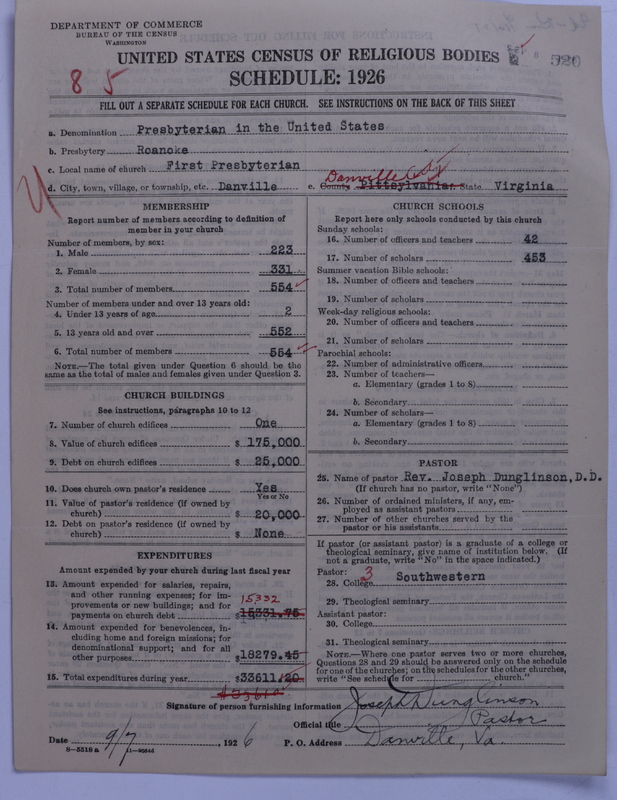 DEPARTMENT OF COMMERCE
BUREAU OF THE CENSUS
WASHINGTON
UNITED STATES CENSUS OF RELIGIOUS BODIES
8 5
SCHEDULE: 1926
FILL OUT A SEPARATE SCHEDULE FOR EACH CHURCH. SEE INSTRUCTIONS ON THE BACK OF THIS SHEET
a. Denomination Presbyterian in the United States
b. Presbytery Roanoke
c. Local name of church First Presbyterian
Danville City
d. City, town, village, or township, etc. Danville e. County Pittsylvania. State Virginia
MEMBERSHIP
Report number of members according to definition of
member in your church
Number of members, by sex:
1. Male 223
2. Female 331
3. Total number of members 554
Number of members under and over 13 years old:
4. Under 13 years of age 2
5. 13 years old and over 552
6. Total number of members 554
NOTE.—The total given under Question 6 should be the
same as the total of males and females given under Question 3.
CHURCH BUILDINGS
See instructions, paragraphs 10 to 12
7. Number of church edifices One
8. Value of church edifices $ 175,000
9. Debt on church edifices $ 25,000
10. Does church own pastor's residence Yes
Yes or No
11. Value of pastor's residence (if owned by
church) $ 20,000
12. Debt on pastor's residence (if owned by
church) $ None
EXPENDITURES
Amount expended by your church during last fiscal year
13. Amount expended for salaries, repairs,
and other running expenses; for im-
provements or new buildings; and for 15332
payments on church debt $15331.75
14. Amount expended for benevolences, in-
cluding home and foreign missions; for
denominational support; and for all
other purposes $18279.45
15. Total expenditures during year $33611/20
CHURCH SCHOOLS
Report here only schools conducted by this church
Sunday schools:
16. Number of officers and teachers 42
17. Number of scholars 453
Summer vacation Bible schools:
18. Number of officers and teachers
19. Number of scholars
Week-day religious schools:
20. Number of officers and teachers
21. Number of scholars
Parochial schools:
22. Number of administrative officers
23. Number of teachers—
a. Elementary (grades 1 to 8)
b. Secondary
24. Number of scholars—
a. Elementary (grades 1 to 8)
b. Secondary
PASTOR
25. Name of pastor Rev. Joseph Dunglinson, D.D.
(If church has no pastor, write "None")
26. Number of ordained ministers, if any, em-
ployed as assistant pastors
27. Number of other churches served by the
pastor or his assistants
If pastor (or assistant pastor) is a graduate of a college or
theological seminary, give name of institution below. (If
not a graduate, write "No" in the space indicated.)
Pastor:
28. College 3 Southwestern
29. Theological seminary
Assistant pastor:
30. College
31. Theological seminary
NOTE.—Where one pastor serves two or more churches,
Questions 28 and 29 should be answered only on the schedule
for one of the churches; on the schedules for the other churches,
write "See schedule for church."
Signature of person furnishing information Joseph Dunglinson
Official title Pastor
Date 9/7, 1926 P. O. Address Danville, Va.
8-5518 a